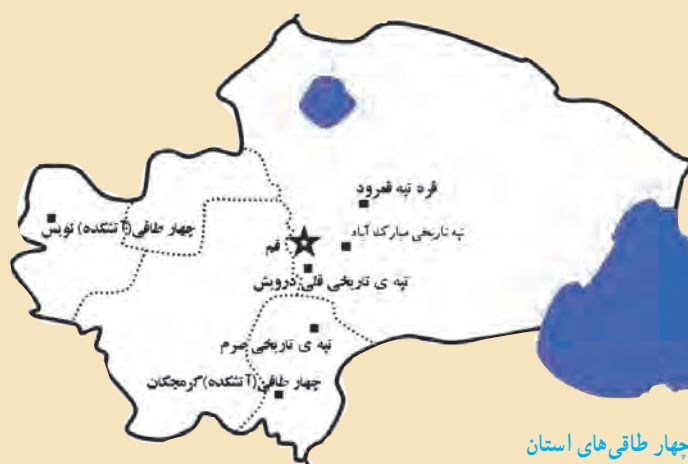 قره تپه قمرود
چهار طاقی(آتشکده) نویس
تپه تاریخی مبارک آباد
قم
تپه ی تاریخی قلی درویش
تپه ی تاریخی صرم
چهار طاقی(آتشکده)کرمجگان
چهار طاقی‌های استان